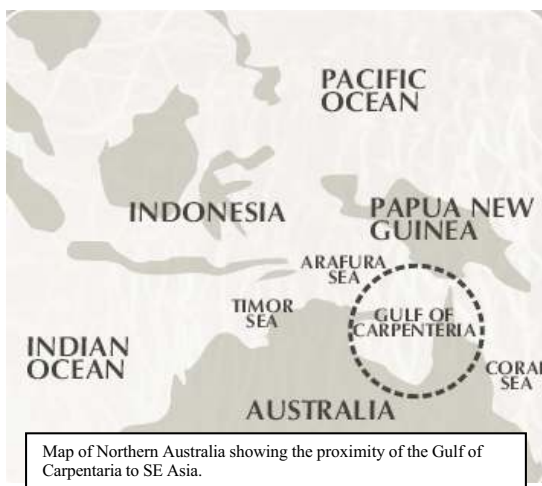 PACIFIC
OCEAN
INDONESIA
PAPUA NEW
GUINEA
ARAFURA
SEA
TIMOR
SEA
GULF OF
CARPENTERIA
INDIAN
OCEAN
CORAL
SEA
AUSTRALIA
Map of Northern Australia showing the proximity of the Gulf of
Carpentaria to SE Asia.